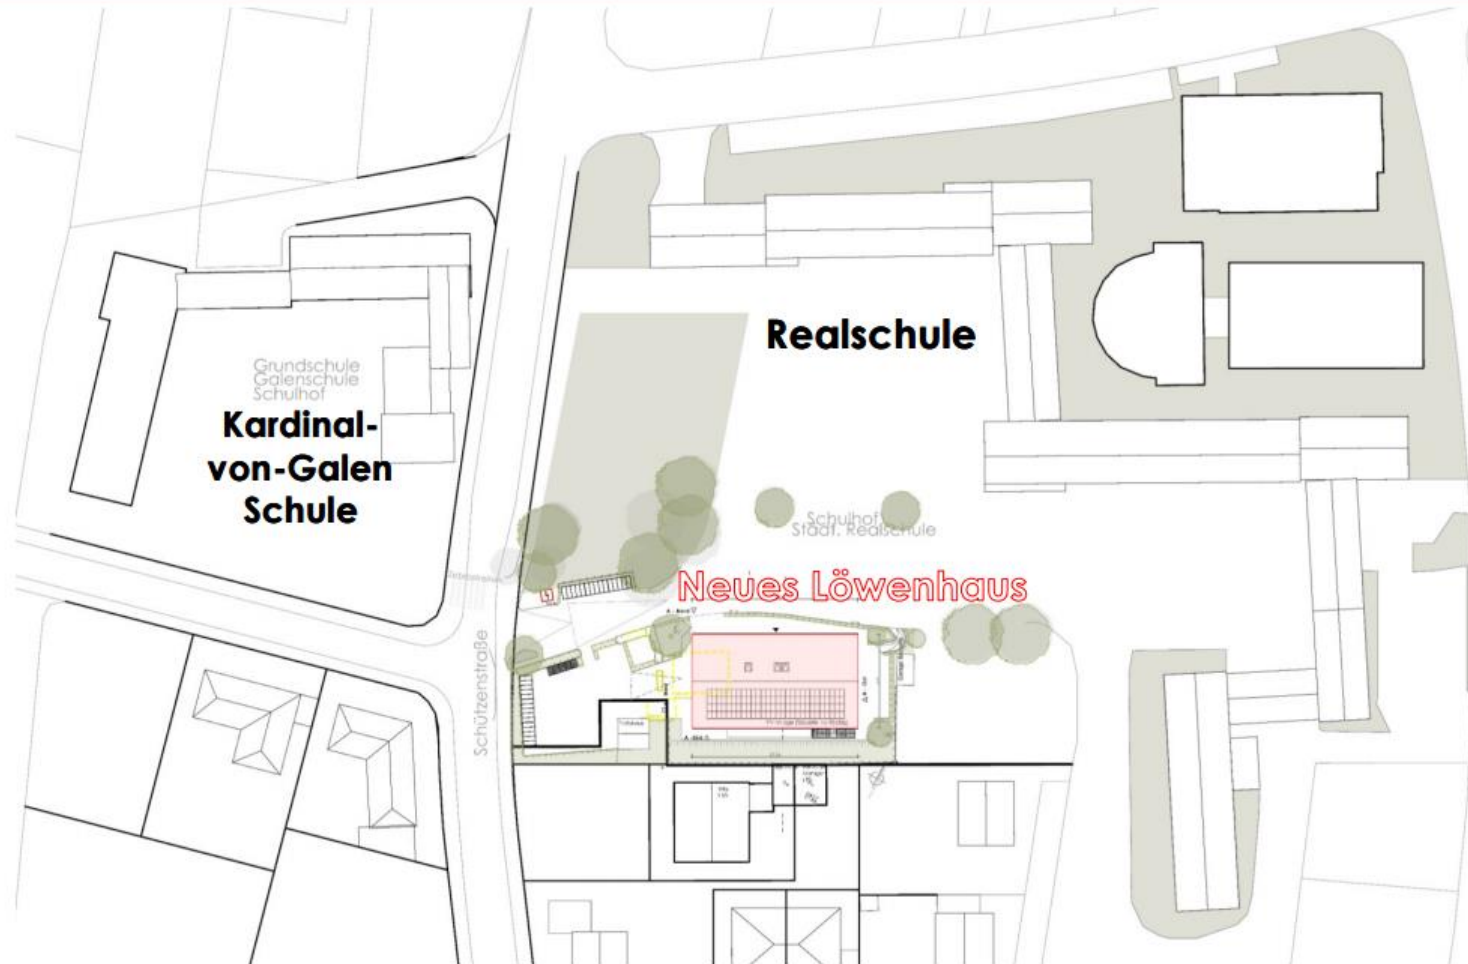 Realschule
Grundschule
Galenschule
Schulhof
Kardinal-
von-Galen
Schule
Schulhof
Städt. Realschule
Neues Löwenhaus
Schützenstraße